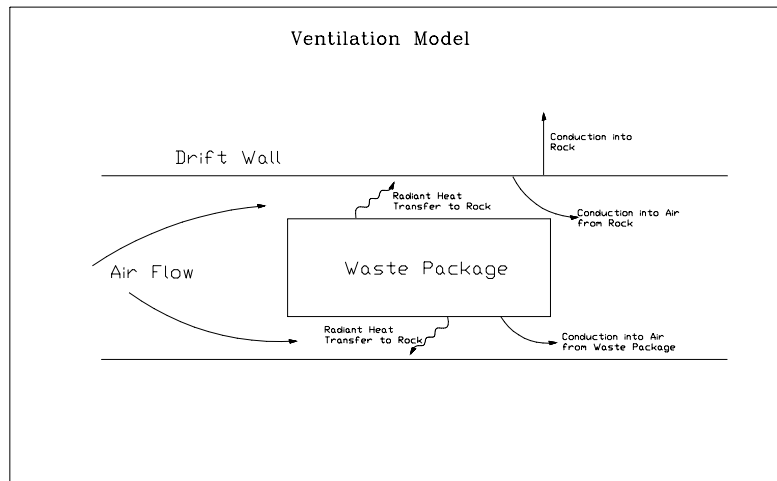 Ventilation Model
Conduction into
Rock
Drift Wall
Radiant Heat
Transfer to Rock
Conduction into Air
from Rock
Air Flow
Waste Package
Radiant Heat
Transfer to Rock
Conduction into Air
from Waste Package